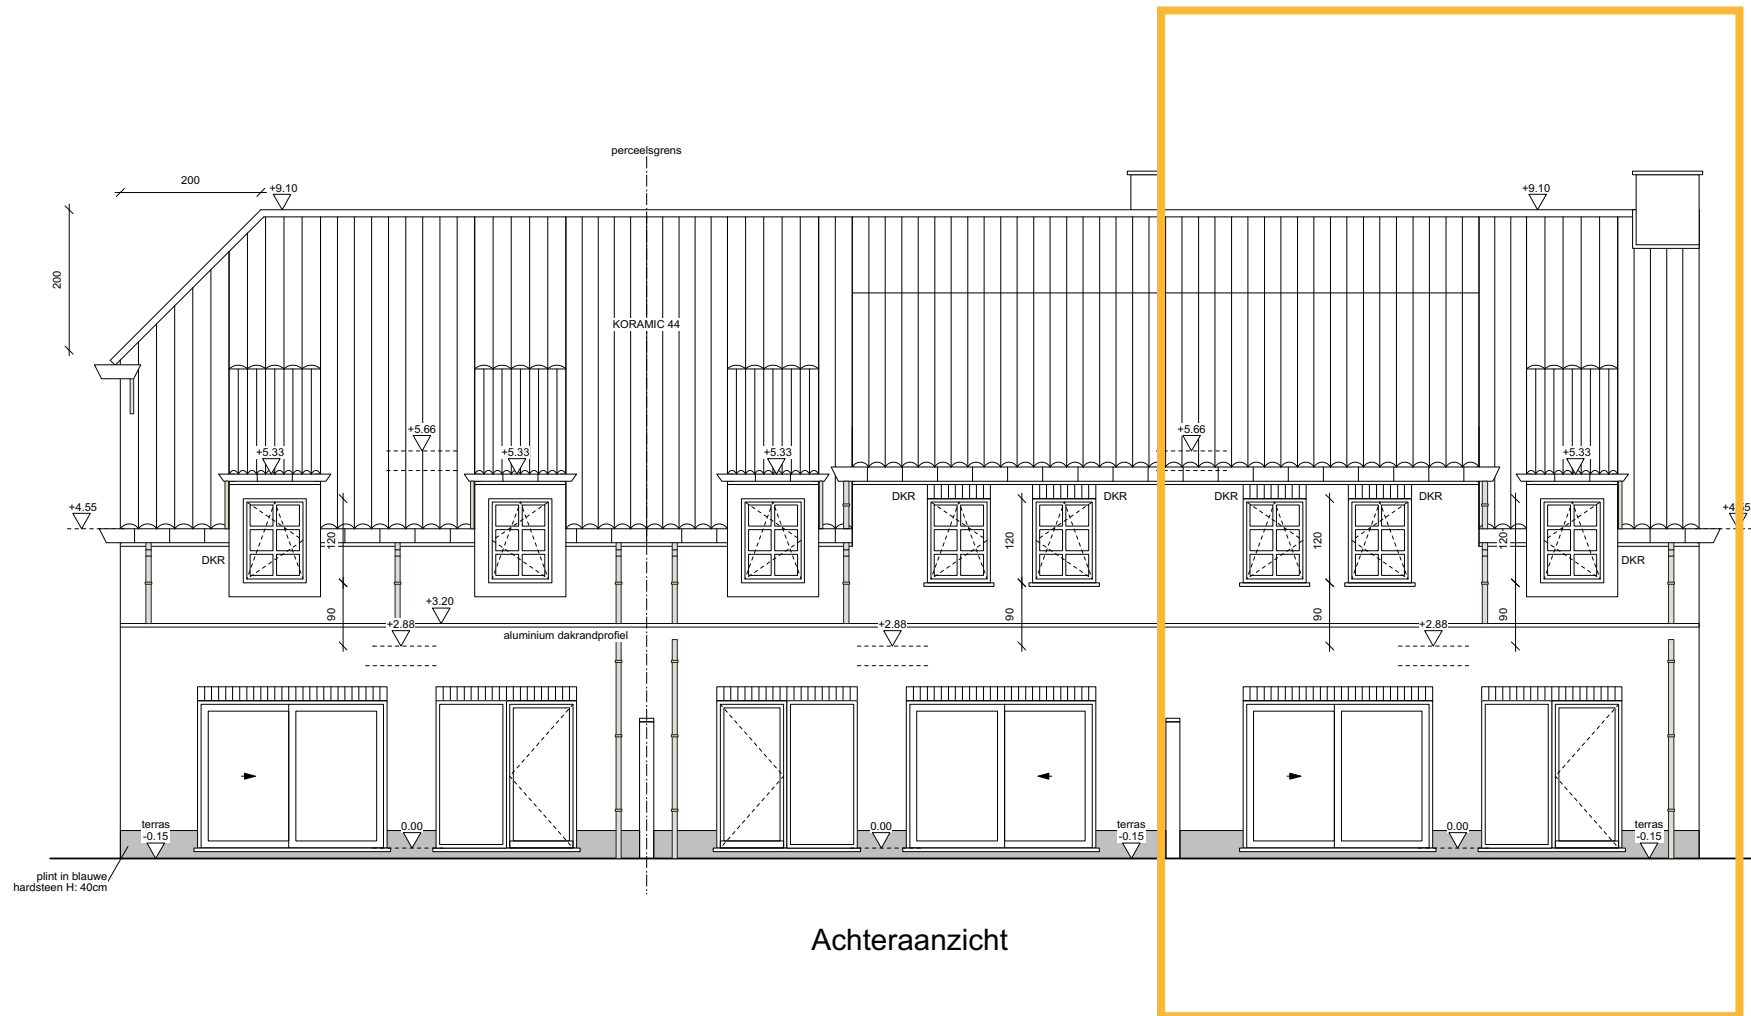 perceelsgrens
200
+9.10
+9.10
200
KORAMIC 44
+5.66
+5.66
+5.33
+5.33
+5.33
+5.33
DKR
DKR
DKR
DKR
+4.55
120
120
120
120
DKR
DKR
+3.20
90
90
90
90
+2.88
+2.88
+2.88
aluminium dakrandprofiel
terras
-0.15
0.00
0.00
terras
-0.15
0.00
terras
-0.15
plint in blauwe
hardsteen H: 40cm
Achteraanzicht